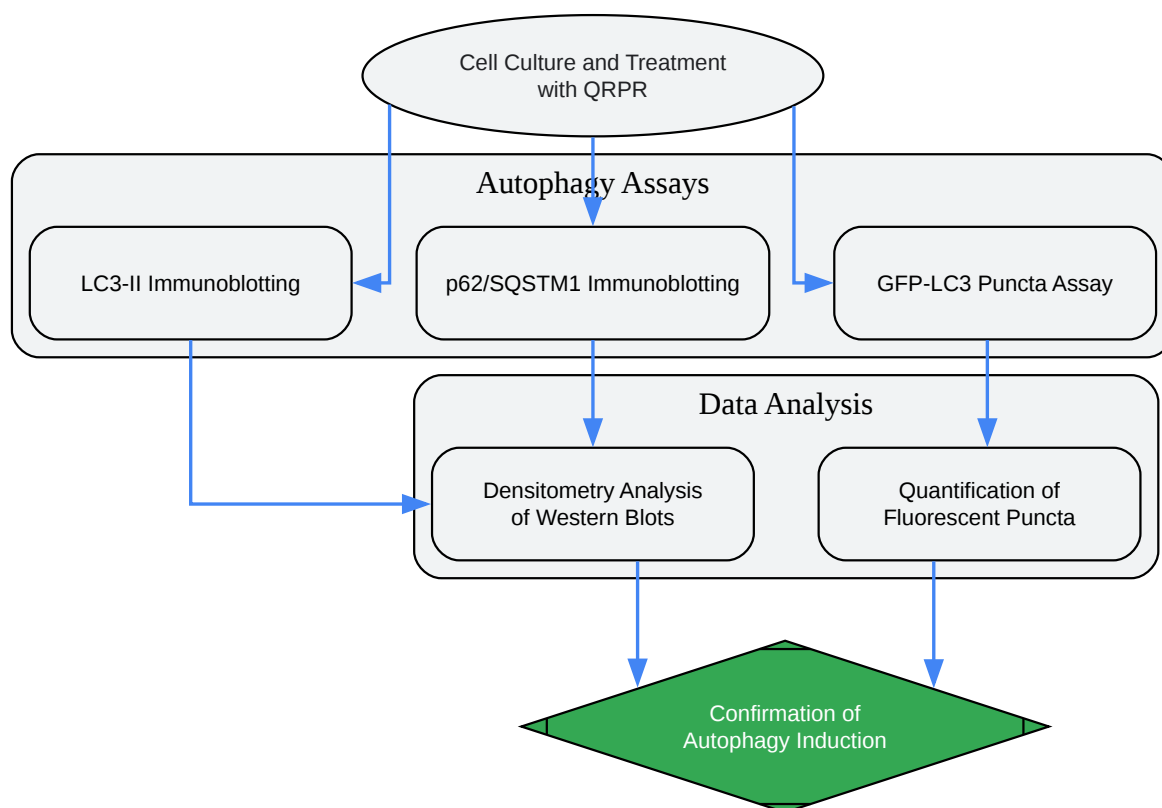 Cell Culture and Treatment
with QRPR
Autophagy Assays
LC3-II Immunoblotting
p62/SQSTM1 Immunoblotting
GFP-LC3 Puncta Assay
Data Analysis
Densitometry Analysis
of Western Blots
Quantification of
Fluorescent Puncta
Confirmation of
Autophagy Induction